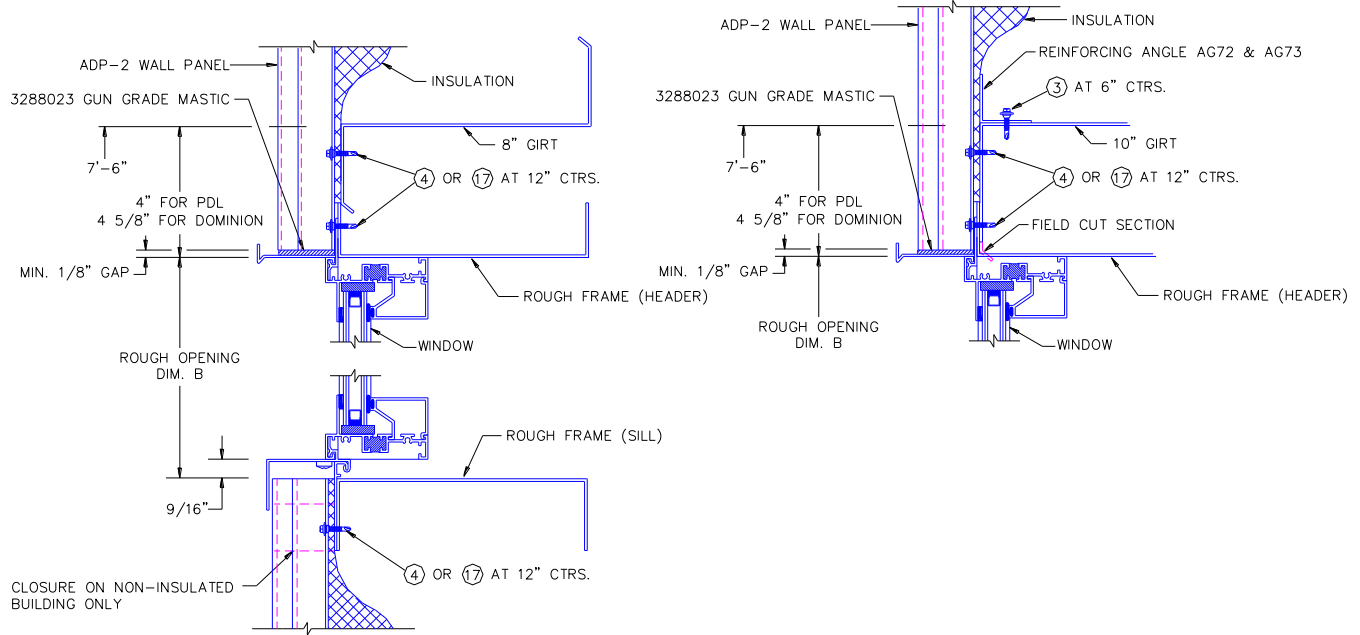 ADP-2 WALL PANEL
INSULATION
3288023 GUN GRADE MASTIC
7'-6"
8" GIRT
4 OR 17 AT 12" CTRS.
4" FOR PDL
4 5/8" FOR DOMINION
MIN. 1/8" GAP
ROUGH FRAME (HEADER)
WINDOW
ROUGH OPENING
DIM. B
ROUGH FRAME (SILL)
9/16"
4 OR 17 AT 12" CTRS.
CLOSURE ON NON-INSULATED
BUILDING ONLY
ADP-2 WALL PANEL
INSULATION
REINFORCING ANGLE AG72 & AG73
3 AT 6" CTRS.
3288023 GUN GRADE MASTIC
7'-6"
10" GIRT
4 OR 17 AT 12" CTRS.
4" FOR PDL
4 5/8" FOR DOMINION
FIELD CUT SECTION
MIN. 1/8" GAP
ROUGH FRAME (HEADER)
ROUGH OPENING
DIM. B
WINDOW